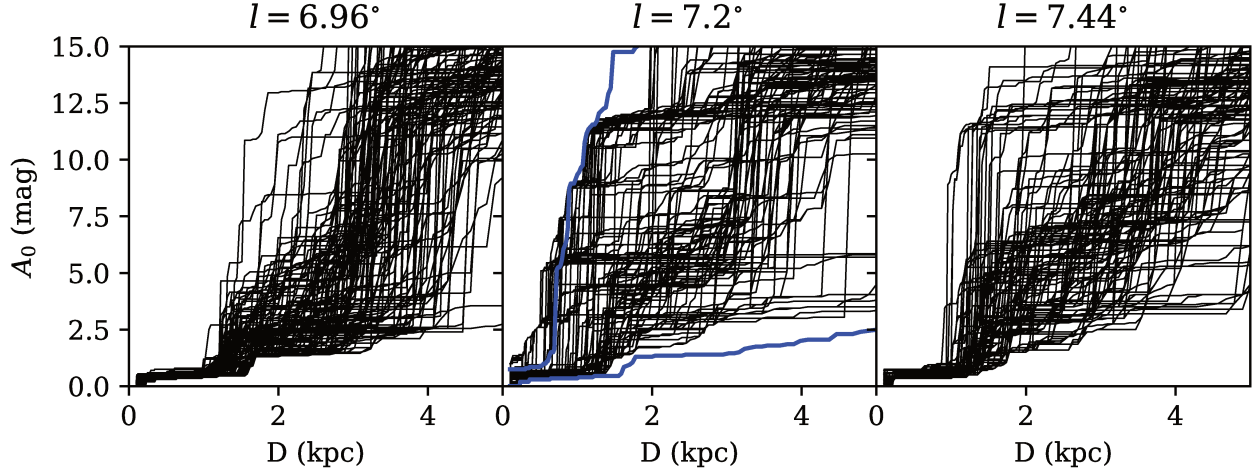 l = 6.96° l = 7.2° l = 7.44°
15.0
12.5
10.0
7.5
5.0
2.5
0.0
A₀ (mag)
0 2 4 0 2 4 0 2 4
D (kpc) D (kpc) D (kpc)